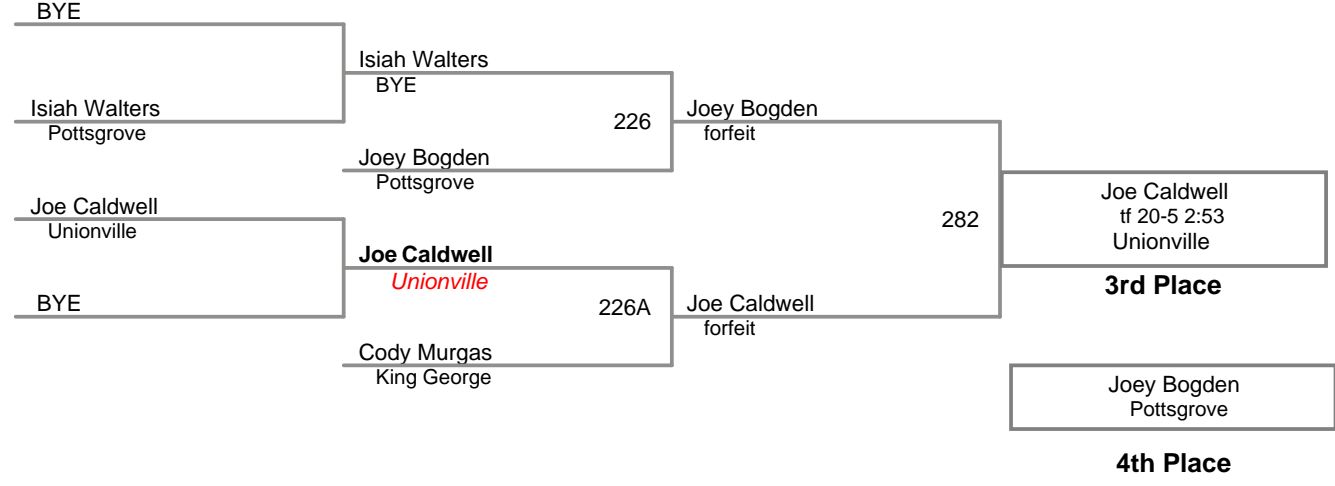 BYE
Isiah Walters
BYE
Isiah Walters
Pottsgrove
226
Joey Bogden
forfeit
Joey Bogden
Pottsgrove
Joe Caldwell
Unionville
282
Joe Caldwell
tf 20-5 2:53
Unionville
3rd Place
Joe Caldwell
Unionville
BYE
226A
Joe Caldwell
forfeit
Cody Murgas
King George
Joey Bogden
Pottsgrove
4th Place